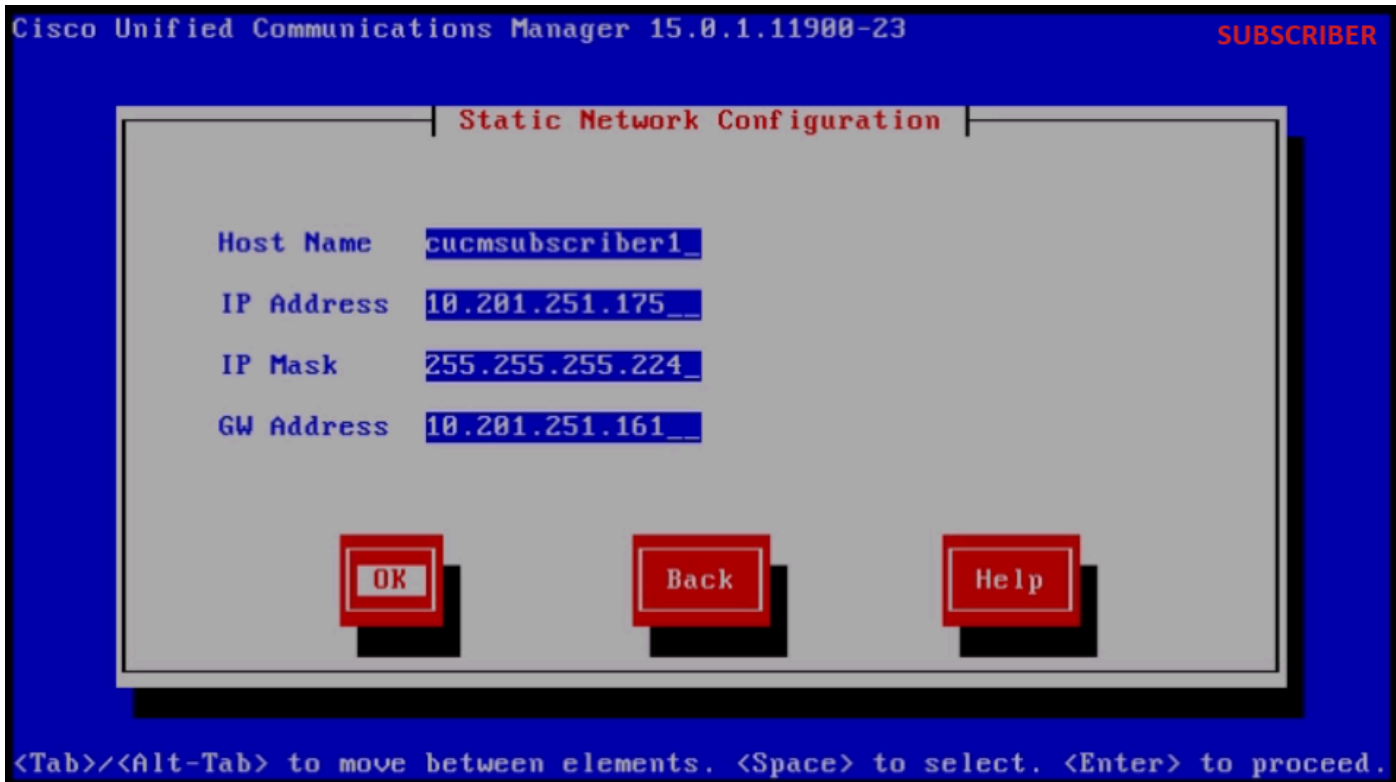 Cisco Unified Communications Manager 15.0.1.11900-23
SUBSCRIBER
Static Network Configuration
Host Name cucmsubscriber1_
IP Address 10.201.251.175__
IP Mask 255.255.255.224_
GW Address 10.201.251.161__
OK Back Help
<Tab>/<Alt-Tab> to move between elements. <Space> to select. <Enter> to proceed.